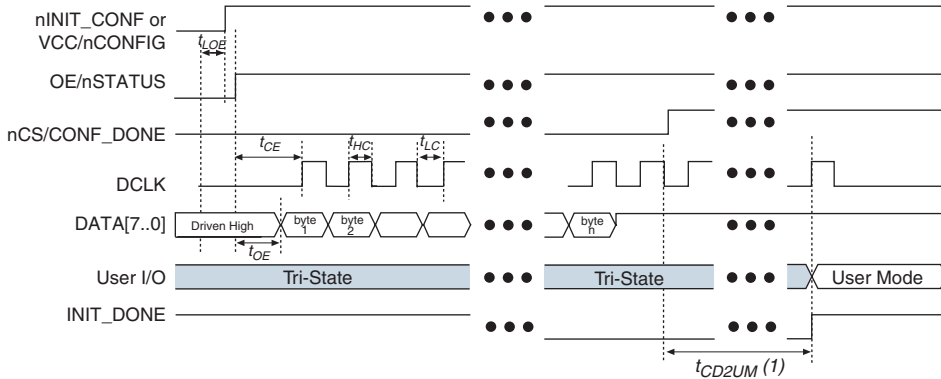 nINIT_CONF or
VCC/nCONFIG
tLOE
OE/nSTATUS
nCS/CONF_DONE
tCE
tHC
tLC
DCLK
DATA[7..0]
Driven High
byte
1
byte
2
byte
n
tOE
User I/O
Tri-State
Tri-State
User Mode
INIT_DONE
tCD2UM (1)